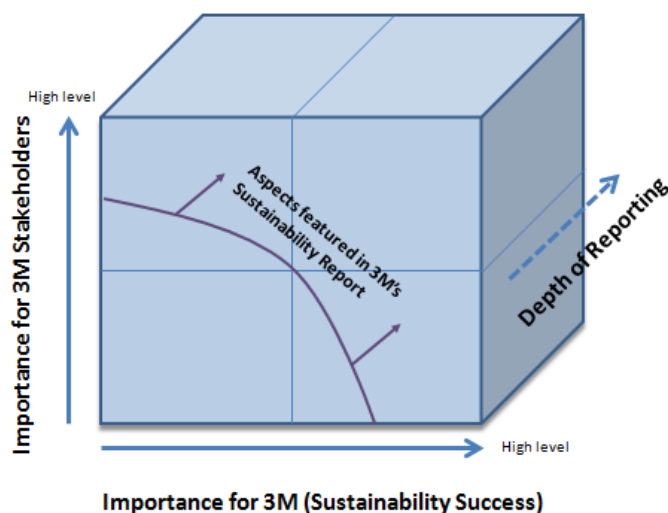 High level
Importance for 3M Stakeholders
Aspects featured in 3M's
Sustainability Report
Depth of Reporting
High level
Importance for 3M (Sustainability Success)